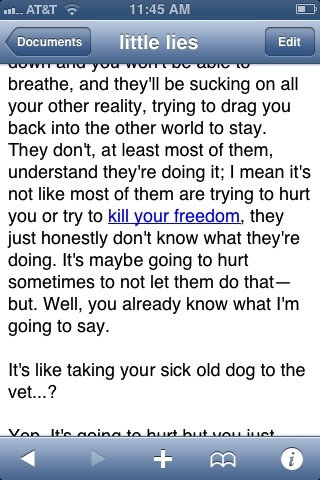 AT&T 11:45 AM
Documents little lies Edit
down and you won't be able to
breathe, and they'll be sucking on all
your other reality, trying to drag you
back into the other world to stay.
They don't, at least most of them,
understand they're doing it; I mean it's
not like most of them are trying to hurt
you or try to kill your freedom, they
just honestly don't know what they're
doing. It's maybe going to hurt
sometimes to not let them do that—
but. Well, you already know what I'm
going to say.
It's like taking your sick old dog to the
vet...?
Yep. It's going to hurt but you just